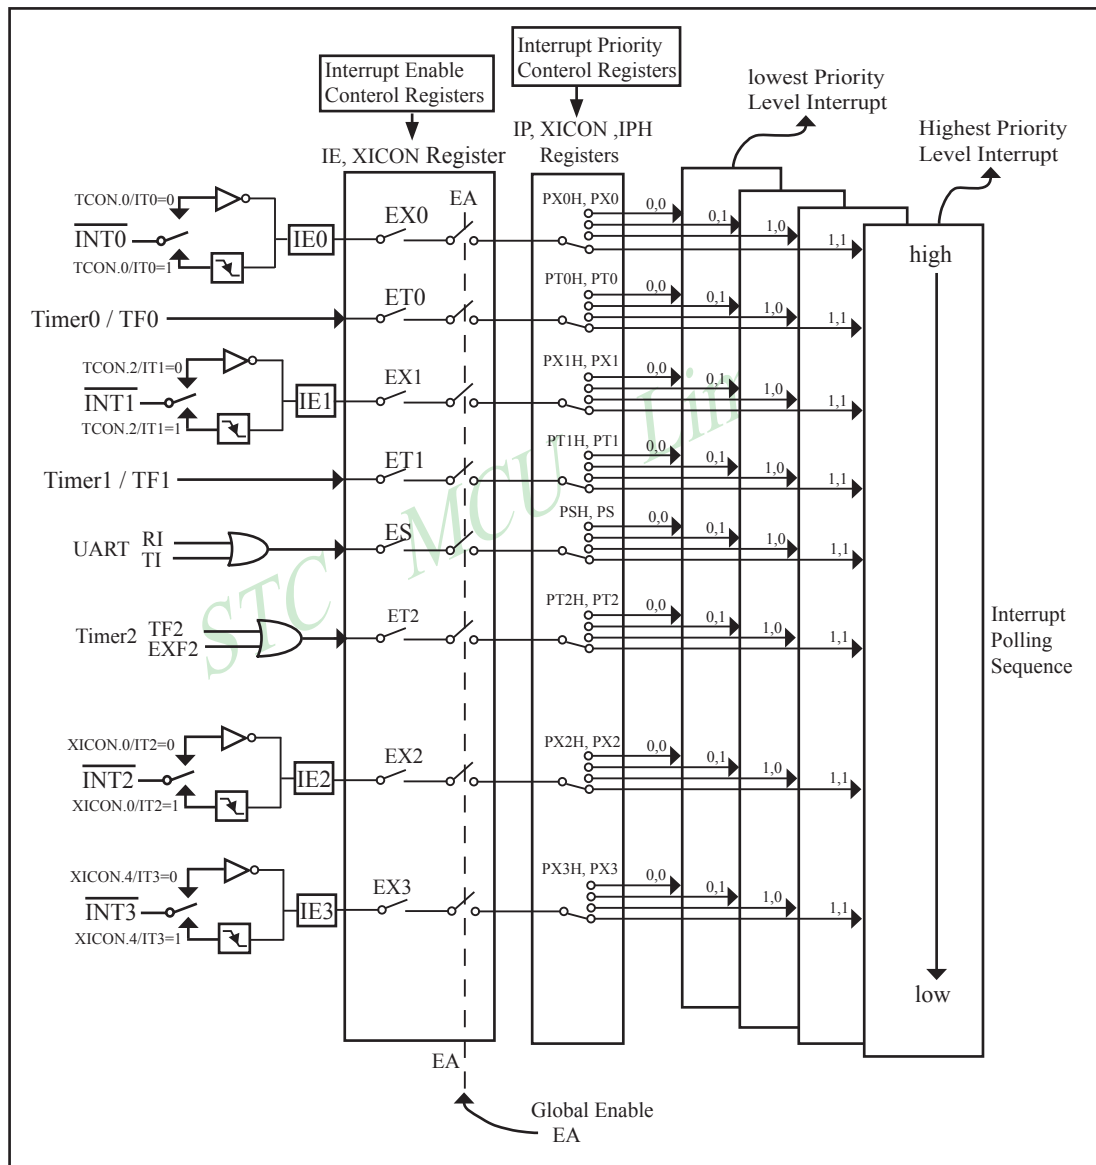 Interrupt Enable
Conterol Registers
Interrupt Priority
Conterol Registers
lowest Priority
Level Interrupt
Highest Priority
Level Interrupt
IE, XICON Register
IP, XICON ,IPH
Registers
TCON.0/IT0=0
INT0
TCON.0/IT0=1
IE0
EX0
EA
PX0H, PX0
0,0
0,1
1,0
1,1
high
Timer0 / TF0
ET0
PT0H, PT0
0,0
0,1
1,0
1,1
TCON.2/IT1=0
INT1
TCON.2/IT1=1
IE1
EX1
PX1H, PX1
0,0
0,1
1,0
1,1
Timer1 / TF1
ET1
PT1H, PT1
0,0
0,1
1,0
1,1
UART
RI
TI
ES
PSH, PS
0,0
0,1
1,0
1,1
Timer2
TF2
EXF2
ET2
PT2H, PT2
0,0
0,1
1,0
1,1
Interrupt
Polling
Sequence
XICON.0/IT2=0
INT2
XICON.0/IT2=1
IE2
EX2
PX2H, PX2
0,0
0,1
1,0
1,1
XICON.4/IT3=0
INT3
XICON.4/IT3=1
IE3
EX3
PX3H, PX3
0,0
0,1
1,0
1,1
low
EA
Global Enable
EA
STC MCU